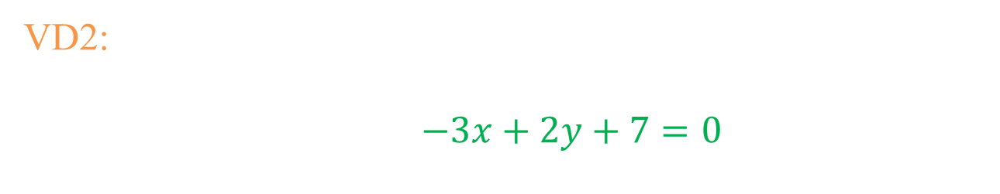 VD2:
−3x + 2y + 7 = 0